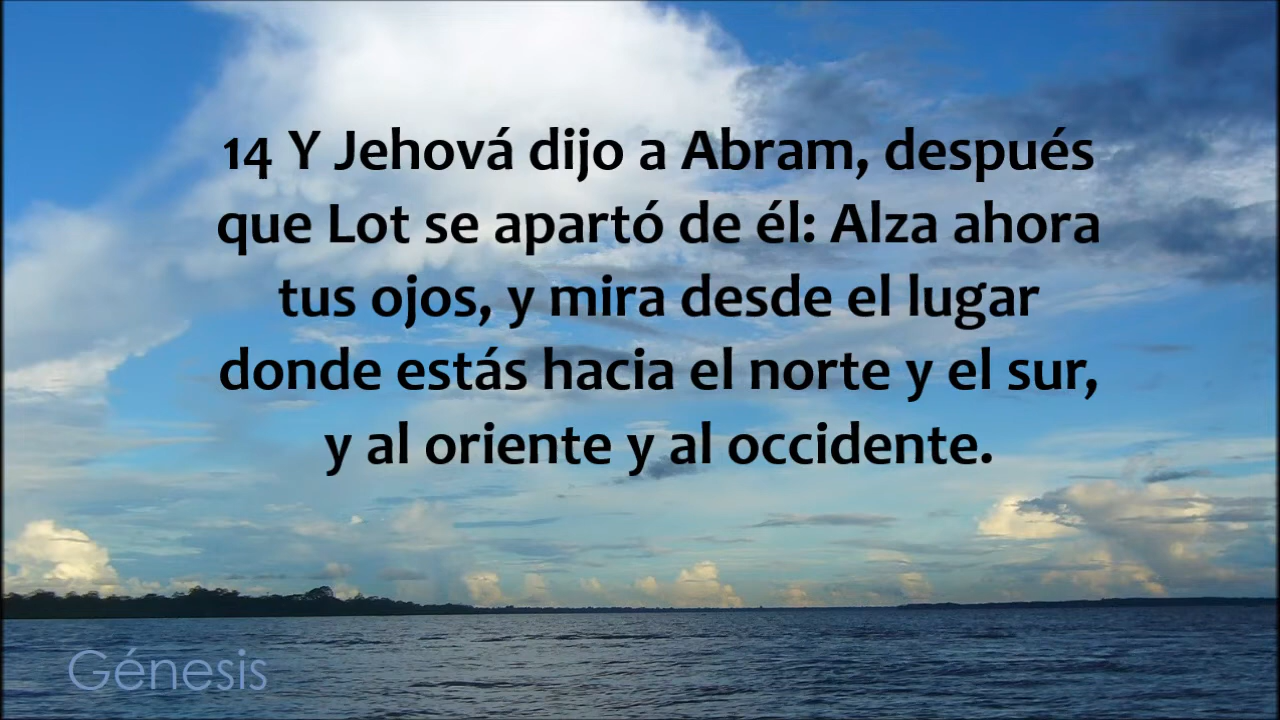 14 Y Jehová dijo a Abram, después
que Lot se apartó de él: Alza ahora
tus ojos, y mira desde el lugar
donde estás hacia el norte y el sur,
y al oriente y al occidente.
Génesis